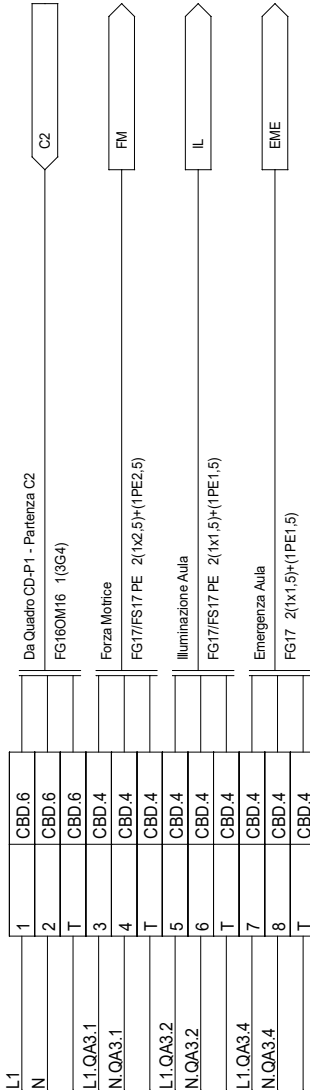 L1 1 CBD.6
N 2 CBD.6
T CBD.6
Da Quadro CD-P1 - Partenza C2
FG16OM16 1(3G4)
C2
L1.QA3.1 3 CBD.4
N.QA3.1 4 CBD.4
T CBD.4
Forza Motrice
FG17/FS17 PE 2(1x2,5)+(1PE2,5)
FM
L1.QA3.2 5 CBD.4
N.QA3.2 6 CBD.4
T CBD.4
Illuminazione Aula
FG17/FS17 PE 2(1x1,5)+(1PE1,5)
IL
L1.QA3.4 7 CBD.4
N.QA3.4 8 CBD.4
T CBD.4
Emergenza Aula
FG17 2(1x1,5)+(1PE1,5)
EME